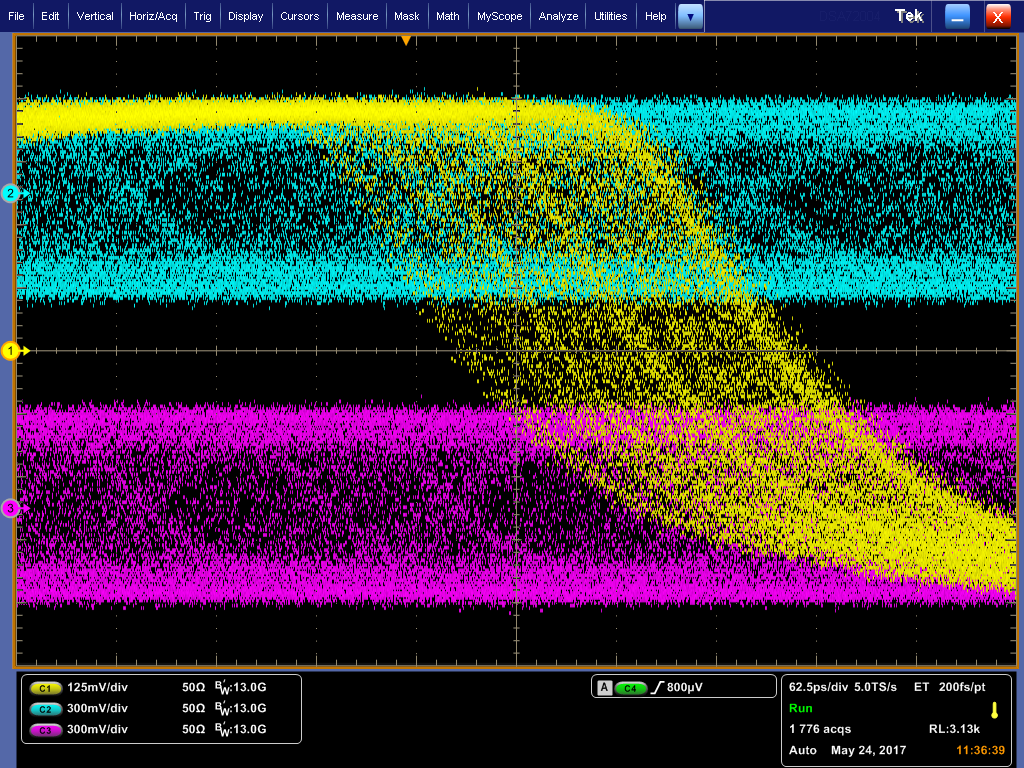 File Edit Vertical Horiz/Acq Trig Display Cursors Measure Mask Math MyScope Analyze Utilities Help Tek X
2
1
3
C1 125mV/div 50Ω BW:13.0G
C2 300mV/div 50Ω BW:13.0G
C3 300mV/div 50Ω BW:13.0G
A C4 800µV
62.5ps/div 5.0TS/s ET 200fs/pt
Run
1 776 acqs RL:3.13k
Auto May 24, 2017 11:36:39